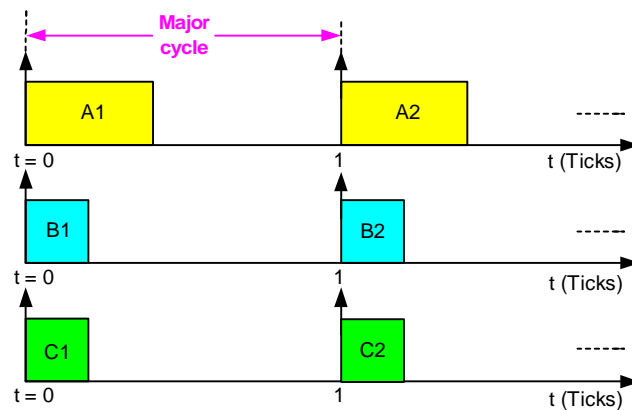 Major
cycle
A1
A2
t = 0
1
t (Ticks)
B1
B2
t = 0
1
t (Ticks)
C1
C2
t = 0
1
t (Ticks)